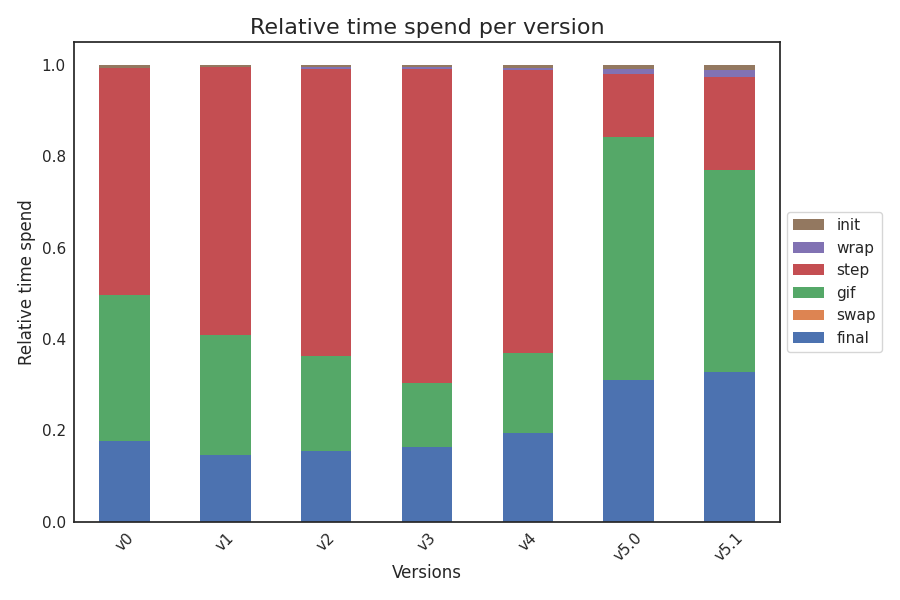 Relative time spend per version
Relative time spend
1.0
0.8
0.6
0.4
0.2
0.0
v0
v1
v2
v3
v4
v5.0
v5.1
Versions
init
wrap
step
gif
swap
final